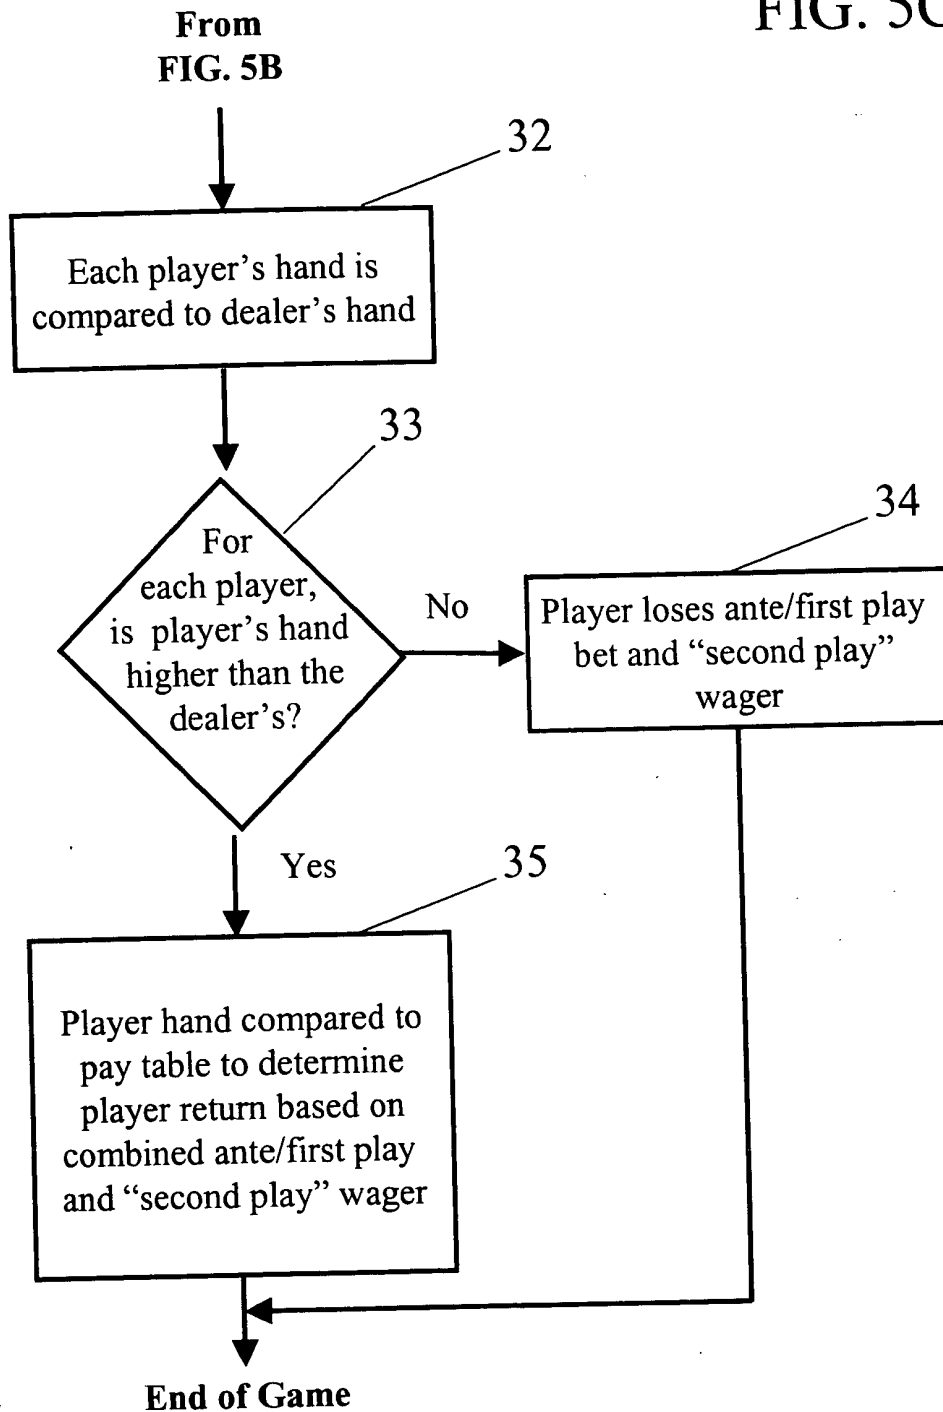 FIG. 5C
From
FIG. 5B
32
Each player's hand is
compared to dealer's hand
33
For
each player,
is player's hand
higher than the
dealer's?
No
34
Player loses ante/first play
bet and “second play”
wager
Yes
35
Player hand compared to
pay table to determine
player return based on
combined ante/first play
and “second play” wager
End of Game